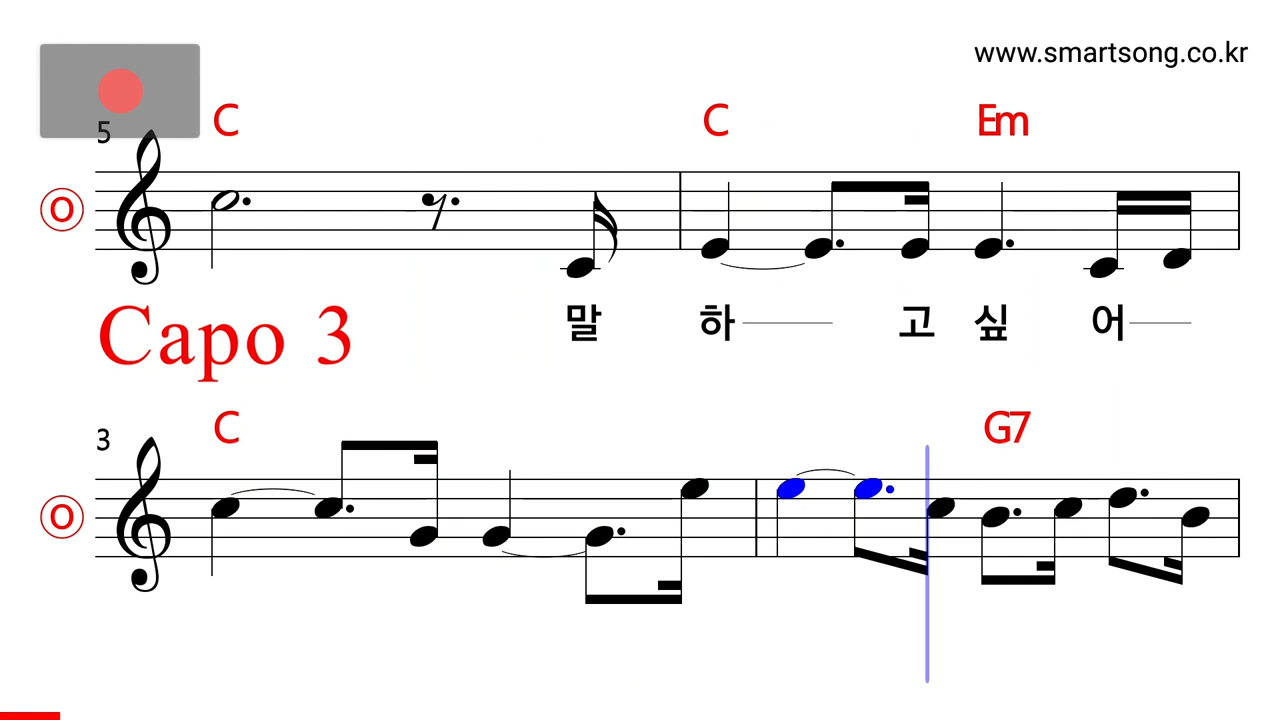 www.smartsong.co.kr
C C Em
5
O
말 하 고 싶 어
Capo 3
C G7
3
O